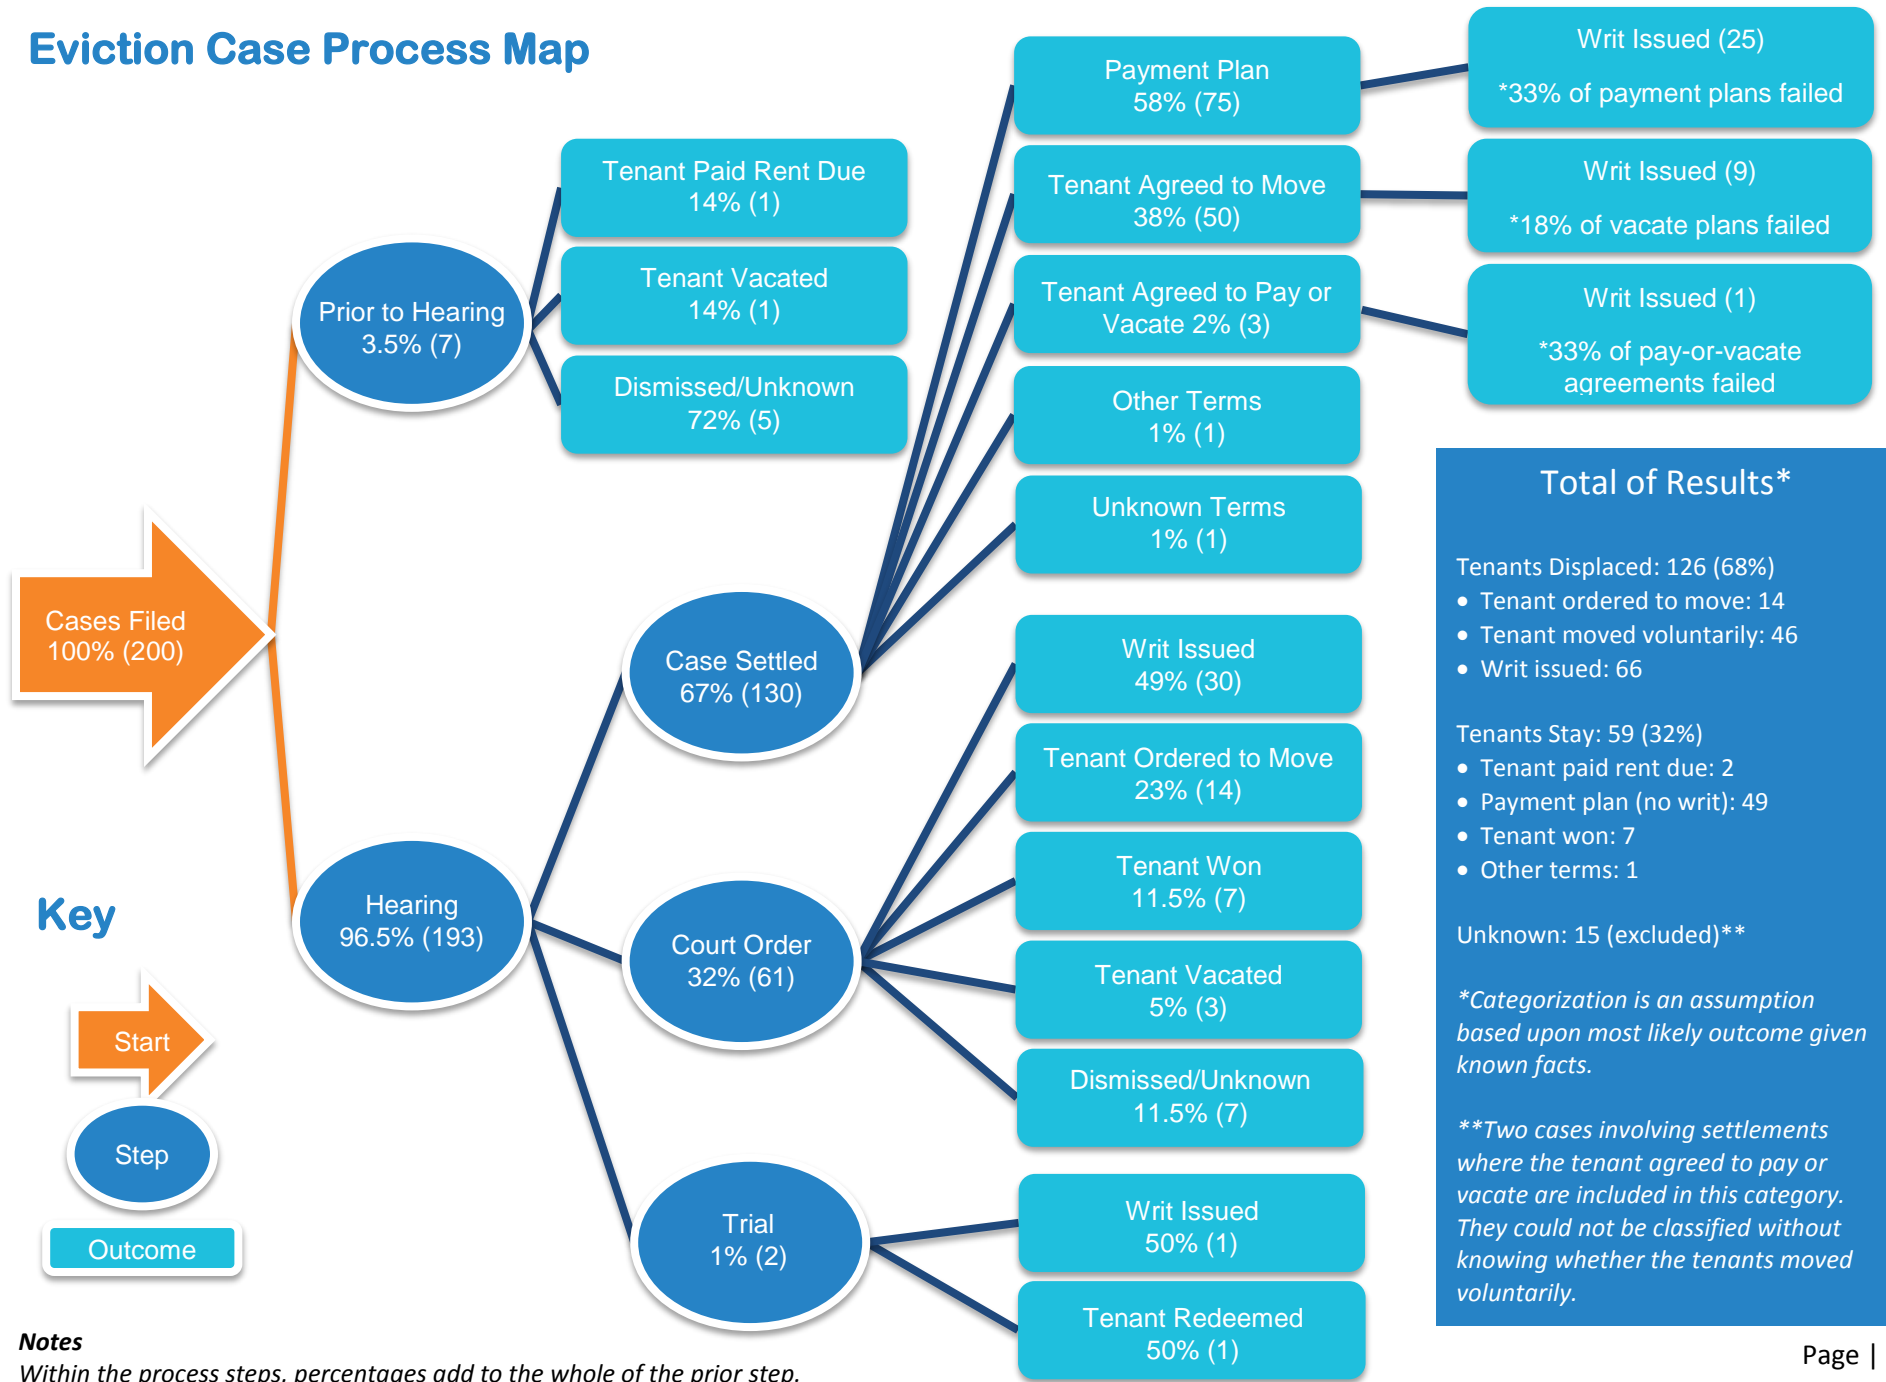 Eviction Case Process Map
Cases Filed
100% (200)
Prior to Hearing
3.5% (7)
Tenant Paid Rent Due
14% (1)
Tenant Vacated
14% (1)
Dismissed/Unknown
72% (5)
Hearing
96.5% (193)
Case Settled
67% (130)
Payment Plan
58% (75)
Writ Issued (25)
*33% of payment plans failed
Tenant Agreed to Move
38% (50)
Writ Issued (9)
*18% of vacate plans failed
Tenant Agreed to Pay or
Vacate 2% (3)
Writ Issued (1)
*33% of pay-or-vacate
agreements failed
Other Terms
1% (1)
Unknown Terms
1% (1)
Court Order
32% (61)
Writ Issued
49% (30)
Tenant Ordered to Move
23% (14)
Tenant Won
11.5% (7)
Tenant Vacated
5% (3)
Dismissed/Unknown
11.5% (7)
Trial
1% (2)
Writ Issued
50% (1)
Tenant Redeemed
50% (1)
Total of Results*
Tenants Displaced: 126 (68%)
• Tenant ordered to move: 14
• Tenant moved voluntarily: 46
• Writ issued: 66
Tenants Stay: 59 (32%)
• Tenant paid rent due: 2
• Payment plan (no writ): 49
• Tenant won: 7
• Other terms: 1
Unknown: 15 (excluded)**
*Categorization is an assumption
based upon most likely outcome given
known facts.
**Two cases involving settlements
where the tenant agreed to pay or
vacate are included in this category.
They could not be classified without
knowing whether the tenants moved
voluntarily.
Key
Start
Step
Outcome
Notes
Within the process steps, percentages add to the whole of the prior step.
Page |